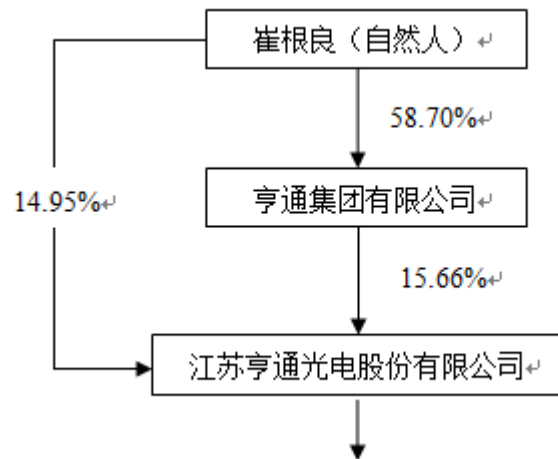 崔根良（自然人）
58.70%
14.95%
亨通集团有限公司
15.66%
江苏亨通光电股份有限公司